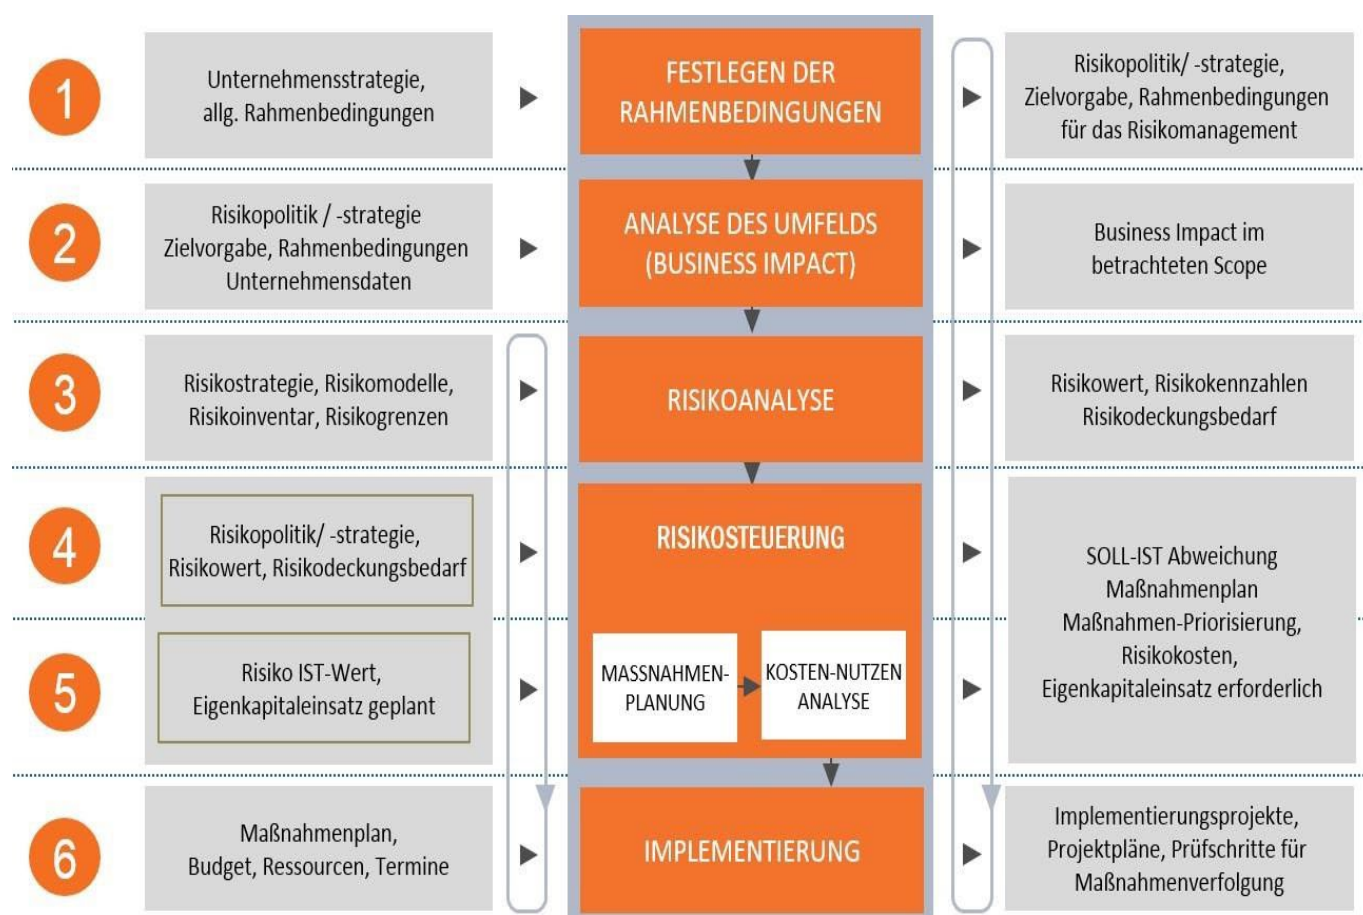 1
Unternehmensstrategie,
allg. Rahmenbedingungen
FESTLEGEN DER
RAHMENBEDINGUNGEN
Risikopolitik/ -strategie,
Zielvorgabe, Rahmenbedingungen
für das Risikomanagement
2
Risikopolitik / -strategie
Zielvorgabe, Rahmenbedingungen
Unternehmensdaten
ANALYSE DES UMFELDS
(BUSINESS IMPACT)
Business Impact im
betrachteten Scope
3
Risikostrategie, Risikomodelle,
Risikoinventar, Risikogrenzen
RISIKOANALYSE
Risikowert, Risikokennzahlen
Risikodeckungsbedarf
4
Risikopolitik/ -strategie,
Risikowert, Risikodeckungsbedarf
RISIKOSTEUERUNG
SOLL-IST Abweichung
Maßnahmenplan
Maßnahmen-Priorisierung,
Risikokosten,
Eigenkapitaleinsatz erforderlich
5
Risiko IST-Wert,
Eigenkapitaleinsatz geplant
MASSNAHMEN-
PLANUNG
KOSTEN-NUTZEN
ANALYSE
6
Maßnahmenplan,
Budget, Ressourcen, Termine
IMPLEMENTIERUNG
Implementierungsprojekte,
Projektpläne, Prüfschritte für
Maßnahmenverfolgung